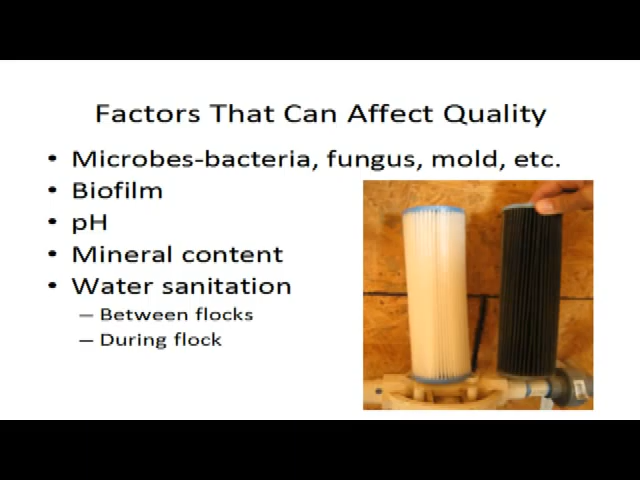 Factors That Can Affect Quality
• Microbes-bacteria, fungus, mold, etc.
• Biofilm
• pH
• Mineral content
• Water sanitation
– Between flocks
– During flock